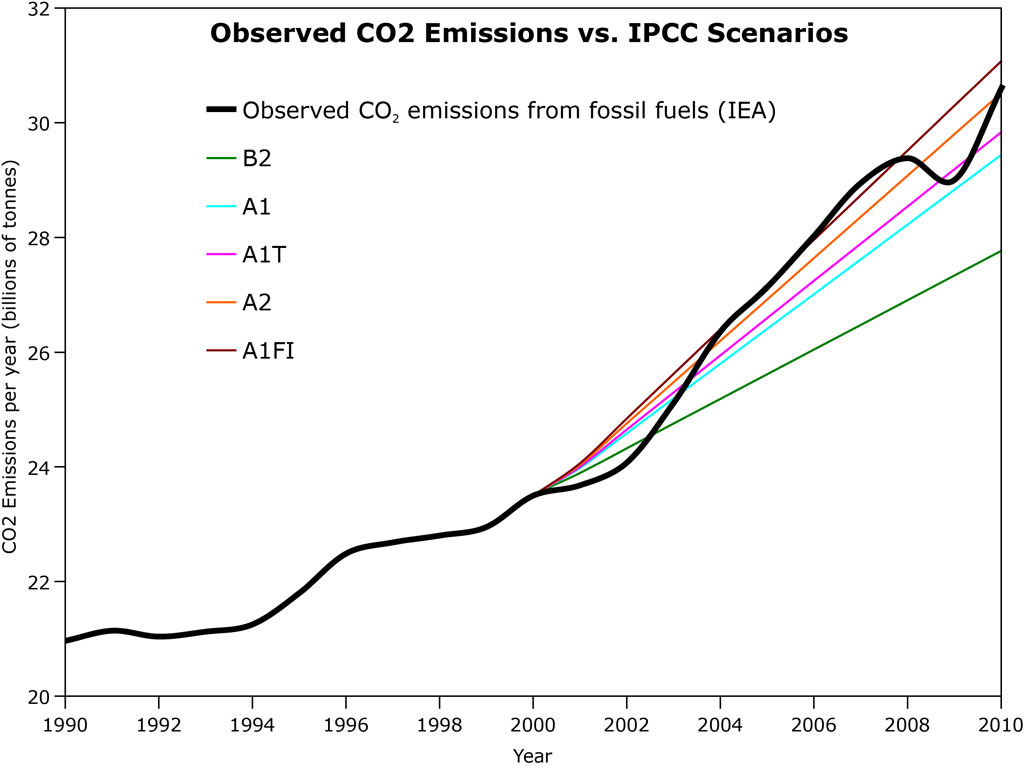 Observed CO2 Emissions vs. IPCC Scenarios
Observed CO₂ emissions from fossil fuels (IEA)
B2
A1
A1T
A2
A1FI
CO2 Emissions per year (billions of tonnes)
32
30
28
26
24
22
20
1990 1992 1994 1996 1998 2000 2002 2004 2006 2008 2010
Year